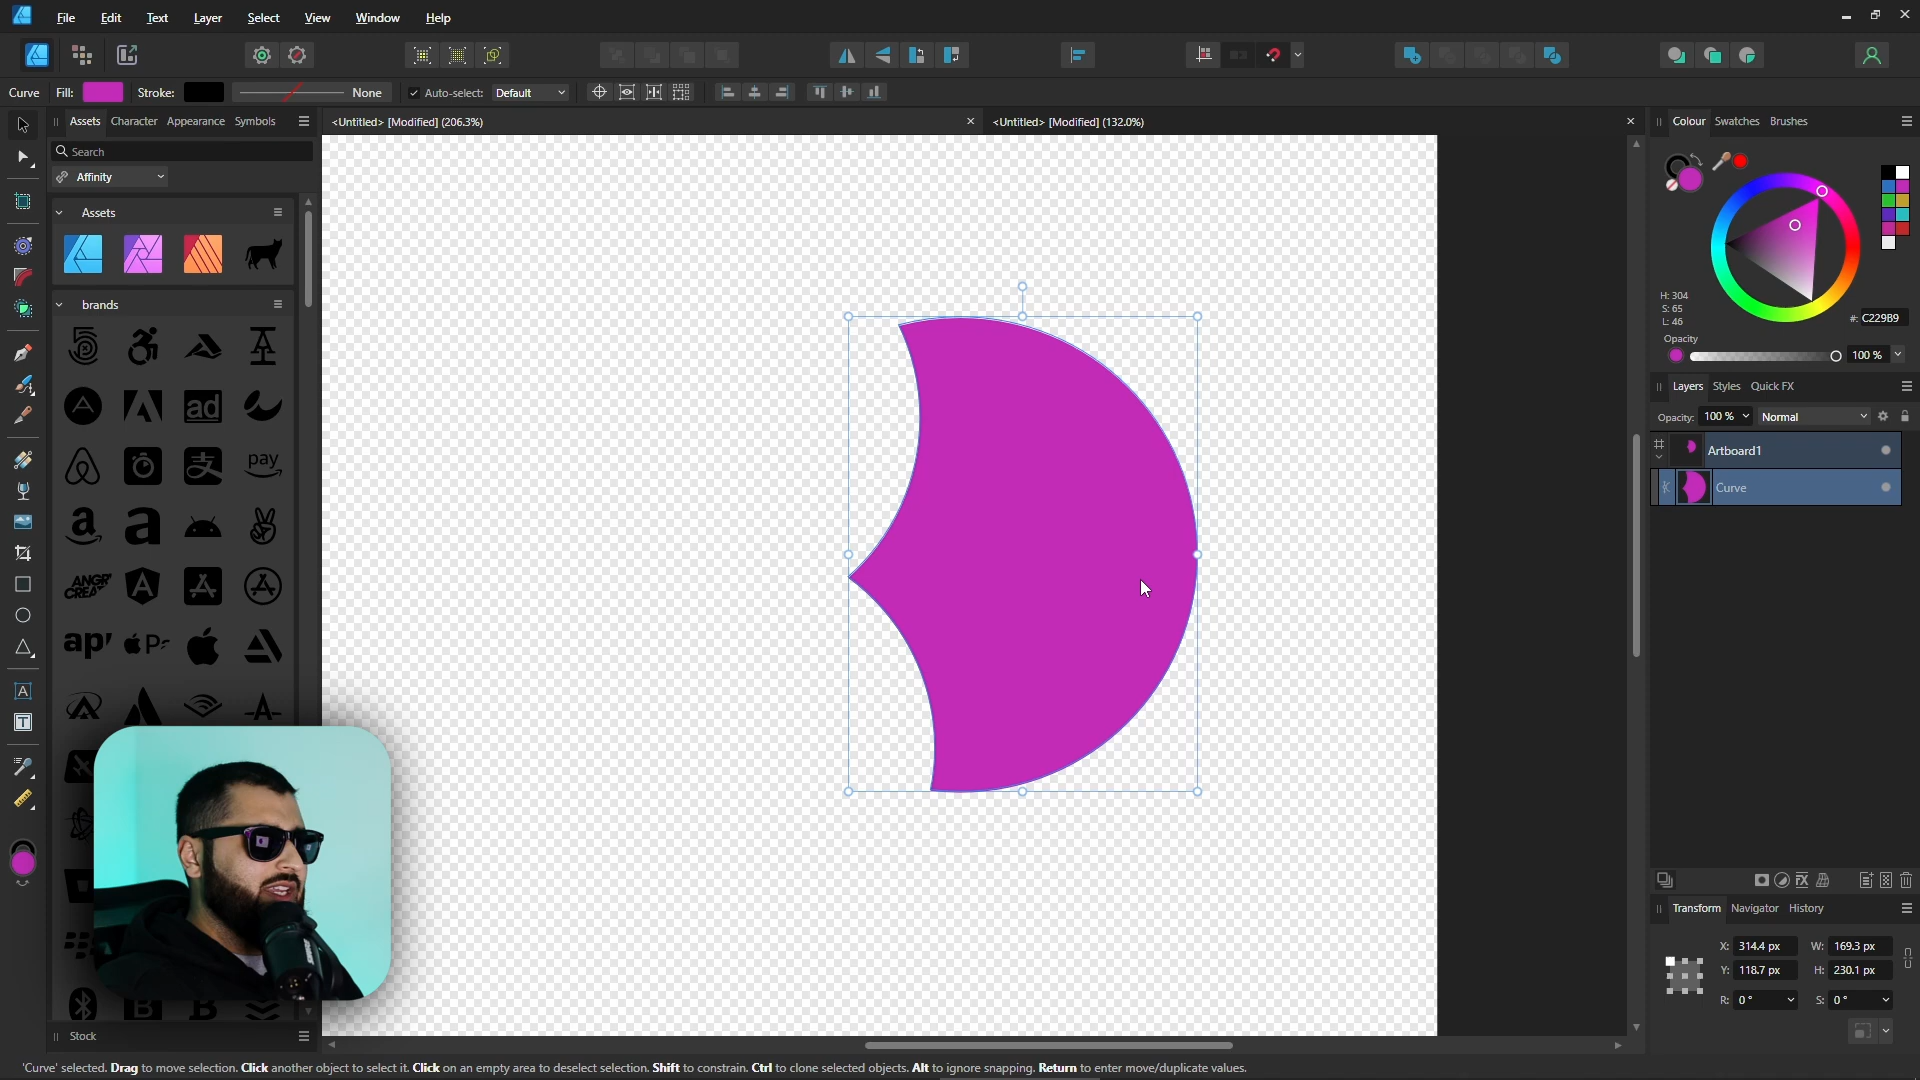 File Edit Text Layer Select View Window Help
Curve Fill: Stroke: None Auto-select: Default
Assets Character Appearance Symbols
<Untitled> [Modified] (206.3%)
<Untitled> [Modified] (132.0%)
Colour Swatches Brushes
Search
Affinity
Assets
brands
ad
pay
a
a
ANGRY
CREATIVE
A
T
H: 304
S: 65
L: 46
#: C229B9
Opacity
100 %
Layers Styles Quick FX
Opacity: 100 % Normal
Artboard1
Curve
Transform Navigator History
X: 314.4 px W: 169.3 px
Y: 118.7 px H: 230.1 px
R: 0 ° S: 0 °
Stock
'Curve' selected. Drag to move selection. Click another object to select it. Click on an empty area to deselect selection. Shift to constrain. Ctrl to clone selected objects. Alt to ignore snapping. Return to enter move/duplicate values.